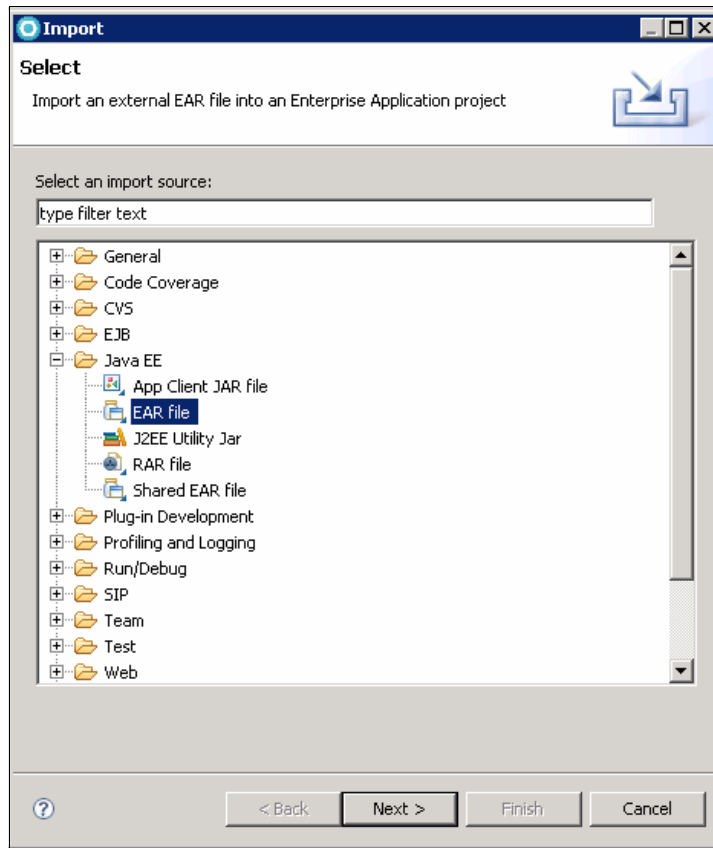 Import
Select
Import an external EAR file into an Enterprise Application project
Select an import source:
type filter text
General
Code Coverage
CVS
EJB
Java EE
App Client JAR file
EAR file
J2EE Utility Jar
RAR file
Shared EAR file
Plug-in Development
Profiling and Logging
Run/Debug
SIP
Team
Test
Web
? < Back Next > Finish Cancel